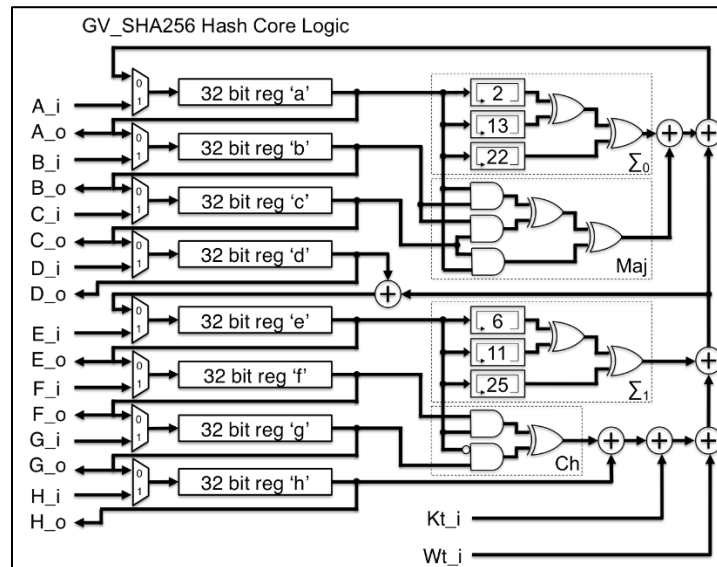 GV_SHA256 Hash Core Logic
0
1
A_i
32 bit reg ‘a’
2
A_o
13
0
1
B_i
32 bit reg ‘b’
22
∑0
B_o
0
1
C_i
32 bit reg ‘c’
C_o
0
1
D_i
32 bit reg ‘d’
Maj
D_o
0
1
E_i
32 bit reg ‘e’
6
E_o
11
0
1
F_i
32 bit reg ‘f’
25
∑1
F_o
0
1
G_i
32 bit reg ‘g’
Ch
G_o
0
1
H_i
32 bit reg ‘h’
H_o
Kt_i
Wt_i